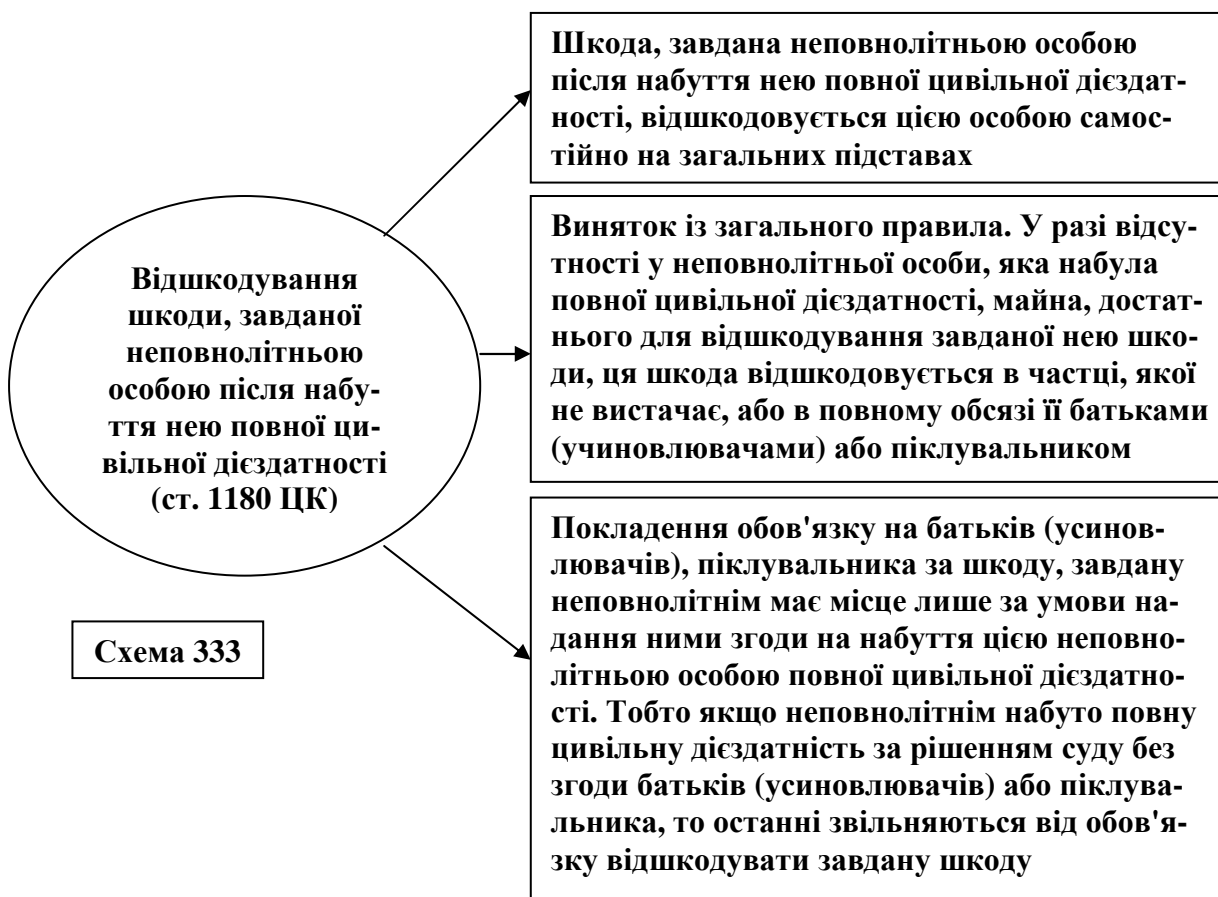 Шкода, завдана неповнолітньою особою
після набуття нею повної цивільної дієздат-
ності, відшкодовується цією особою самос-
тійно на загальних підставах
Відшкодування
шкоди, завданої
неповнолітньою
особою після набу-
ття нею повної ци-
вільної дієздатності
(ст. 1180 ЦК)
Виняток із загального правила. У разі відсу-
тності у неповнолітньої особи, яка набула
повної цивільної дієздатності, майна, достат-
нього для відшкодування завданої нею шко-
ди, ця шкода відшкодовується в частці, якої
не вистачає, або в повному обсязі її батьками
(учиновлювачами) або піклувальником
Покладення обов'язку на батьків (усинов-
лювачів), піклувальника за шкоду, завдану
неповнолітнім має місце лише за умови на-
дання ними згоди на набуття цією неповно-
літньою особою повної цивільної дієздатно-
сті. Тобто якщо неповнолітнім набуто повну
цивільну дієздатність за рішенням суду без
згоди батьків (усиновлювачів) або піклува-
льника, то останні звільняються від обов'я-
зку відшкодувати завдану шкоду
Схема 333